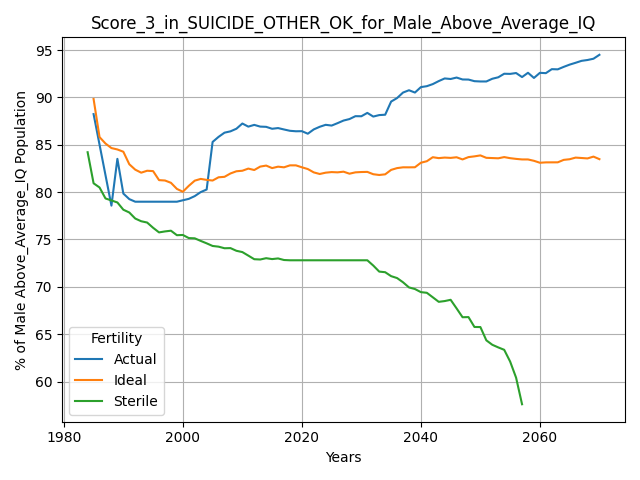 Score_3_in_SUICIDE_OTHER_OK_for_Male_Above_Average_IQ
% of Male Above_Average_IQ Population
95
90
85
80
75
70
65
60
Fertility
Actual
Ideal
Sterile
1980 2000 2020 2040 2060
Years